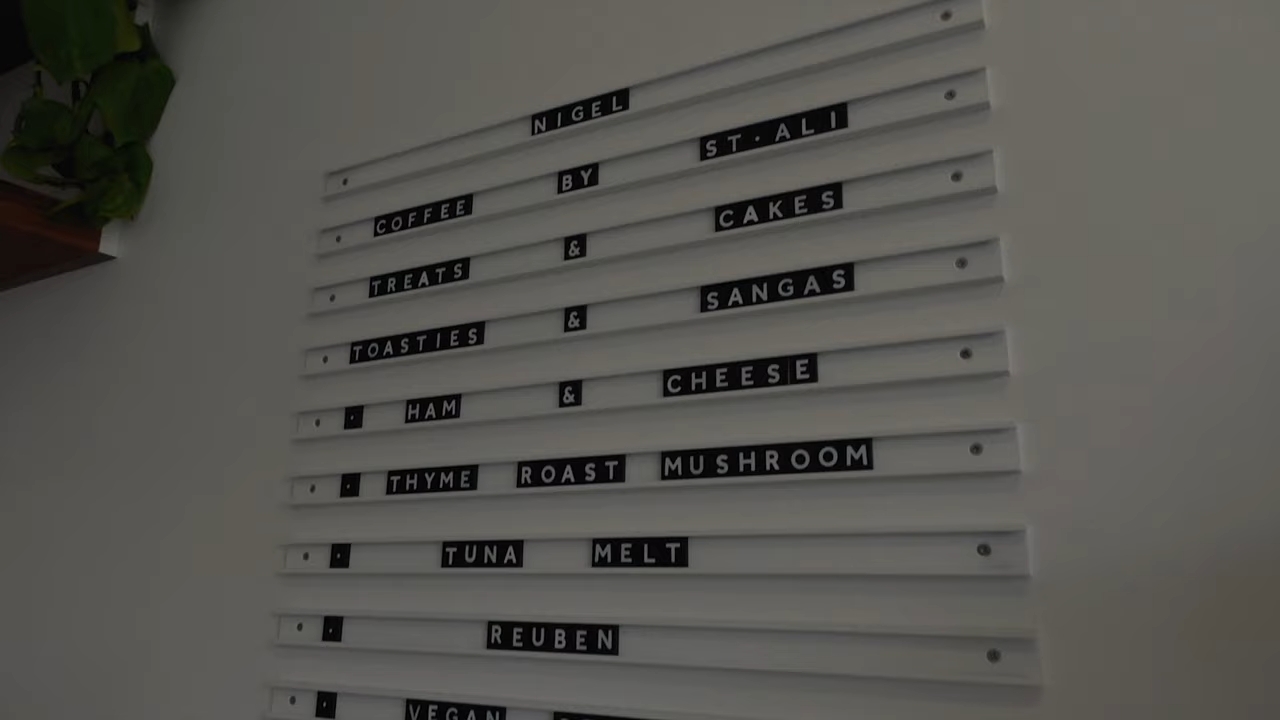 NIGEL
COFFEE BY ST·ALI
TREATS & CAKES
TOASTIES & SANGAS
· HAM & CHEESE
· THYME ROAST MUSHROOM
· TUNA MELT
· REUBEN
· VEGAN